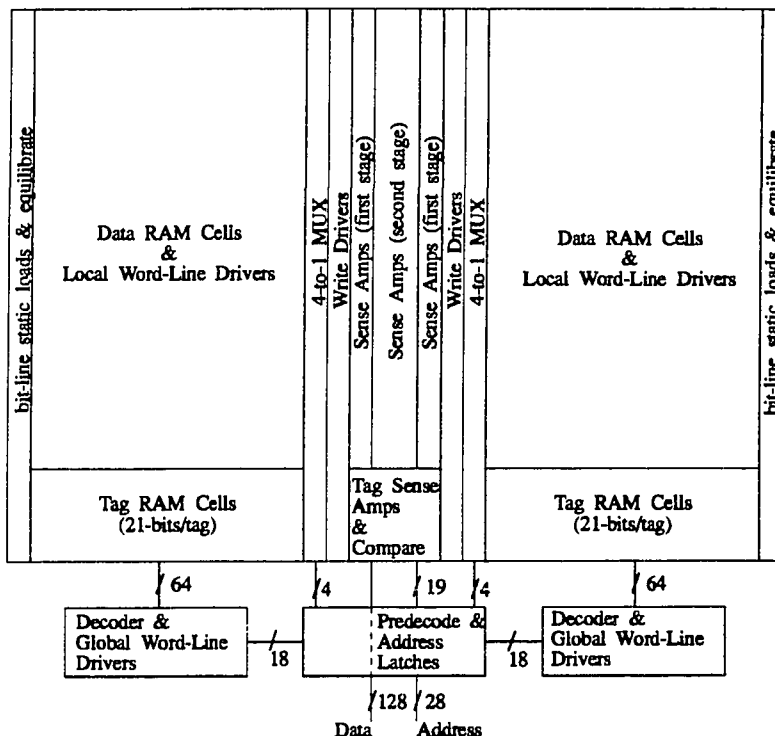 bit-line static loads & equilibrate
Data RAM Cells
&
Local Word-Line Drivers
4-to-1 MUX
Write Drivers
Sense Amps (first stage)
Sense Amps (second stage)
Sense Amps (first stage)
Write Drivers
4-to-1 MUX
Data RAM Cells
&
Local Word-Line Drivers
bit-line static loads & equilibrate
Tag RAM Cells
(21-bits/tag)
Tag Sense
Amps
&
Compare
Tag RAM Cells
(21-bits/tag)
64
4
19
4
64
Decoder &
Global Word-Line
Drivers
18
Predecode &
Address
Latches
18
Decoder &
Global Word-Line
Drivers
128
28
Data
Address